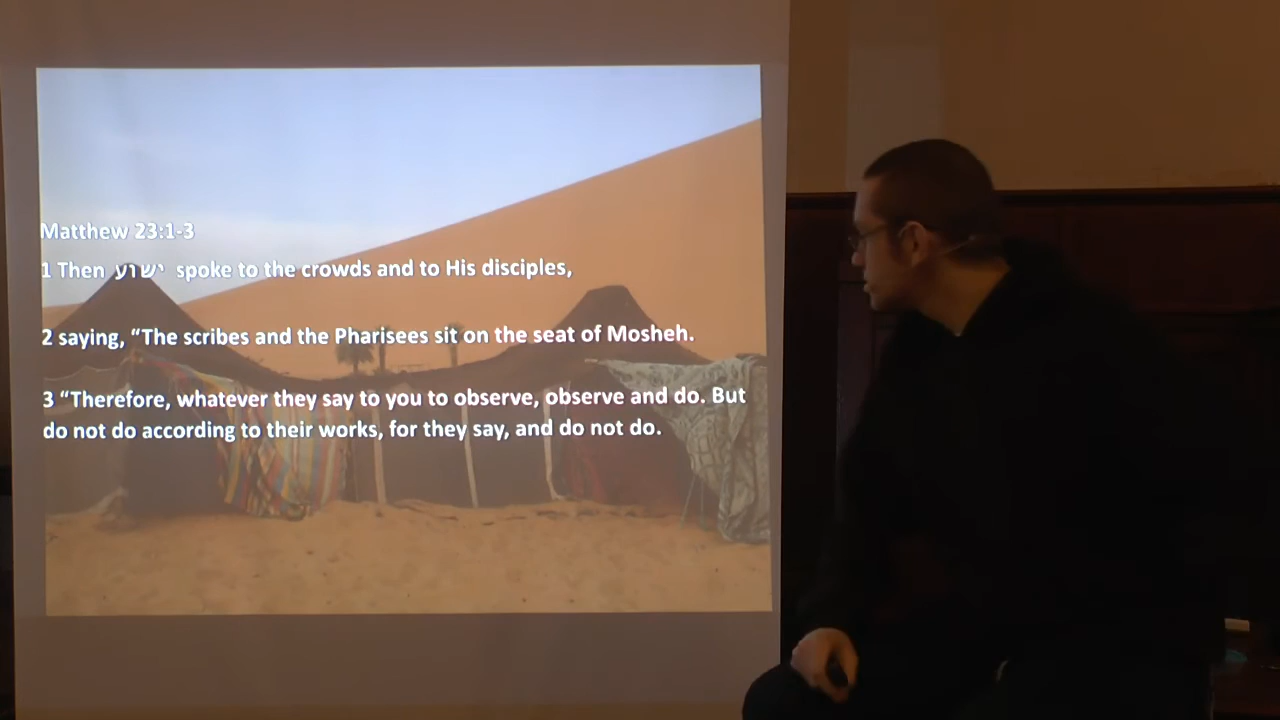 Matthew 23:1-3
1 Then ישוע spoke to the crowds and to His disciples,
2 saying, “The scribes and the Pharisees sit on the seat of Mosheh.
3 “Therefore, whatever they say to you to observe, observe and do. But
do not do according to their works, for they say, and do not do.